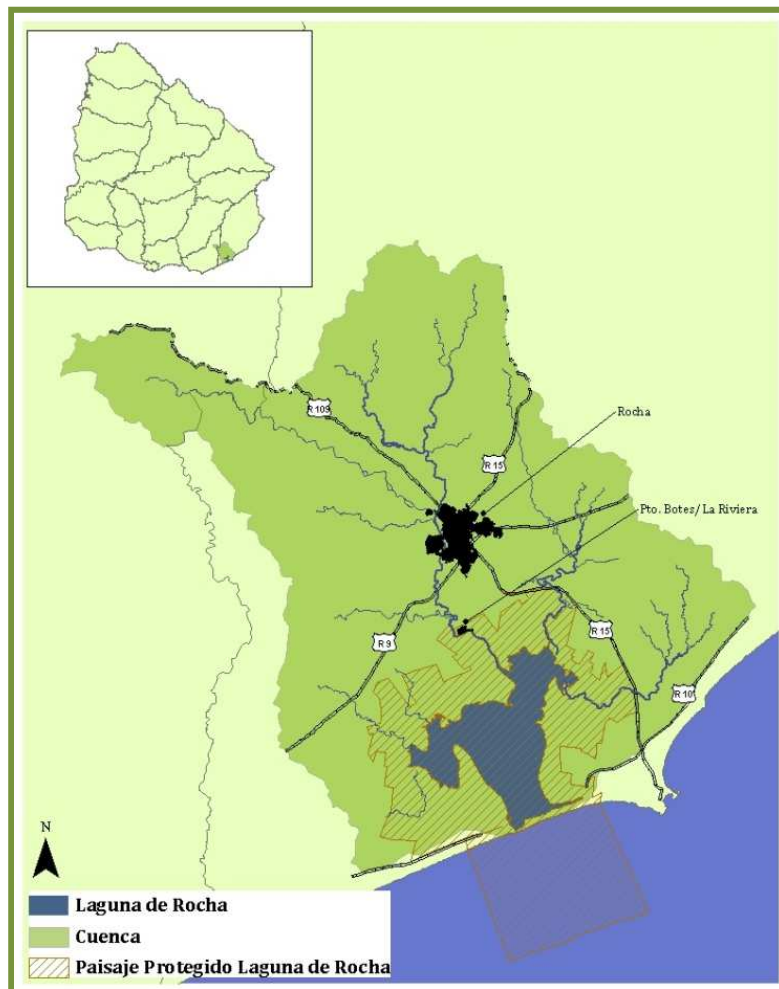 R 109
Rocha
R 15
Pto. Botes/La Riviera
R 15
R 9
R 10
N
Laguna de Rocha
Cuenca
Paisaje Protegido Laguna de Rocha